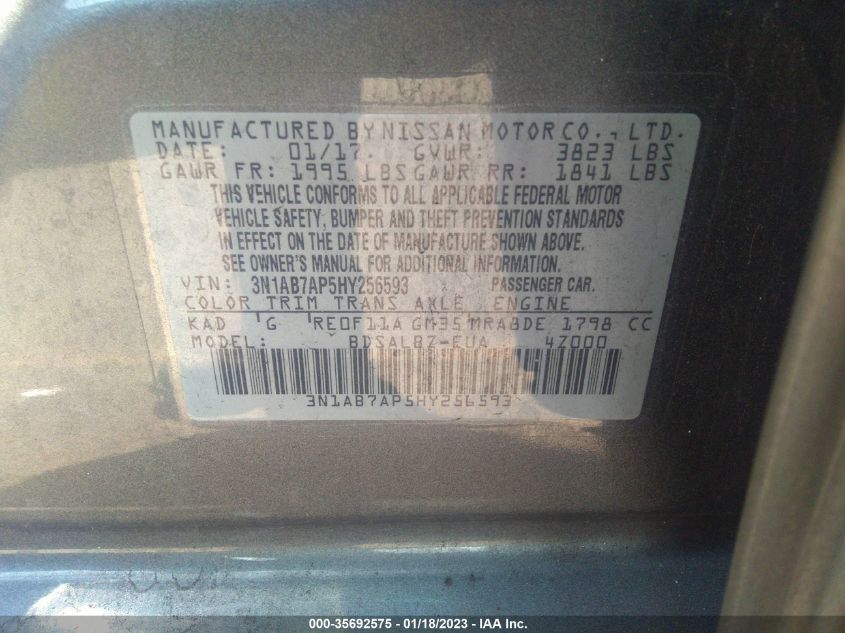 MANUFACTURED BY NISSAN MOTOR CO., LTD.
DATE: 01/17. GVWR: 3823 LBS
GAWR FR: 1995 LBS GAWR RR: 1841 LBS
THIS VEHICLE CONFORMS TO ALL APPLICABLE FEDERAL MOTOR
VEHICLE SAFETY, BUMPER AND THEFT PREVENTION STANDARDS
IN EFFECT ON THE DATE OF MANUFACTURE SHOWN ABOVE.
SEE OWNER'S MANUAL FOR ADDITIONAL INFORMATION.
VIN: 3N1AB7AP5HY256593 PASSENGER CAR.
COLOR TRIM TRANS AXLE ENGINE
KAD G RE0F11A GM35 MRA8DE 1798 CC
MODEL: BDSALBZ-EUA 4Z000
3N1AB7AP5HY256593
000-35692575 - 01/18/2023 - IAA Inc.